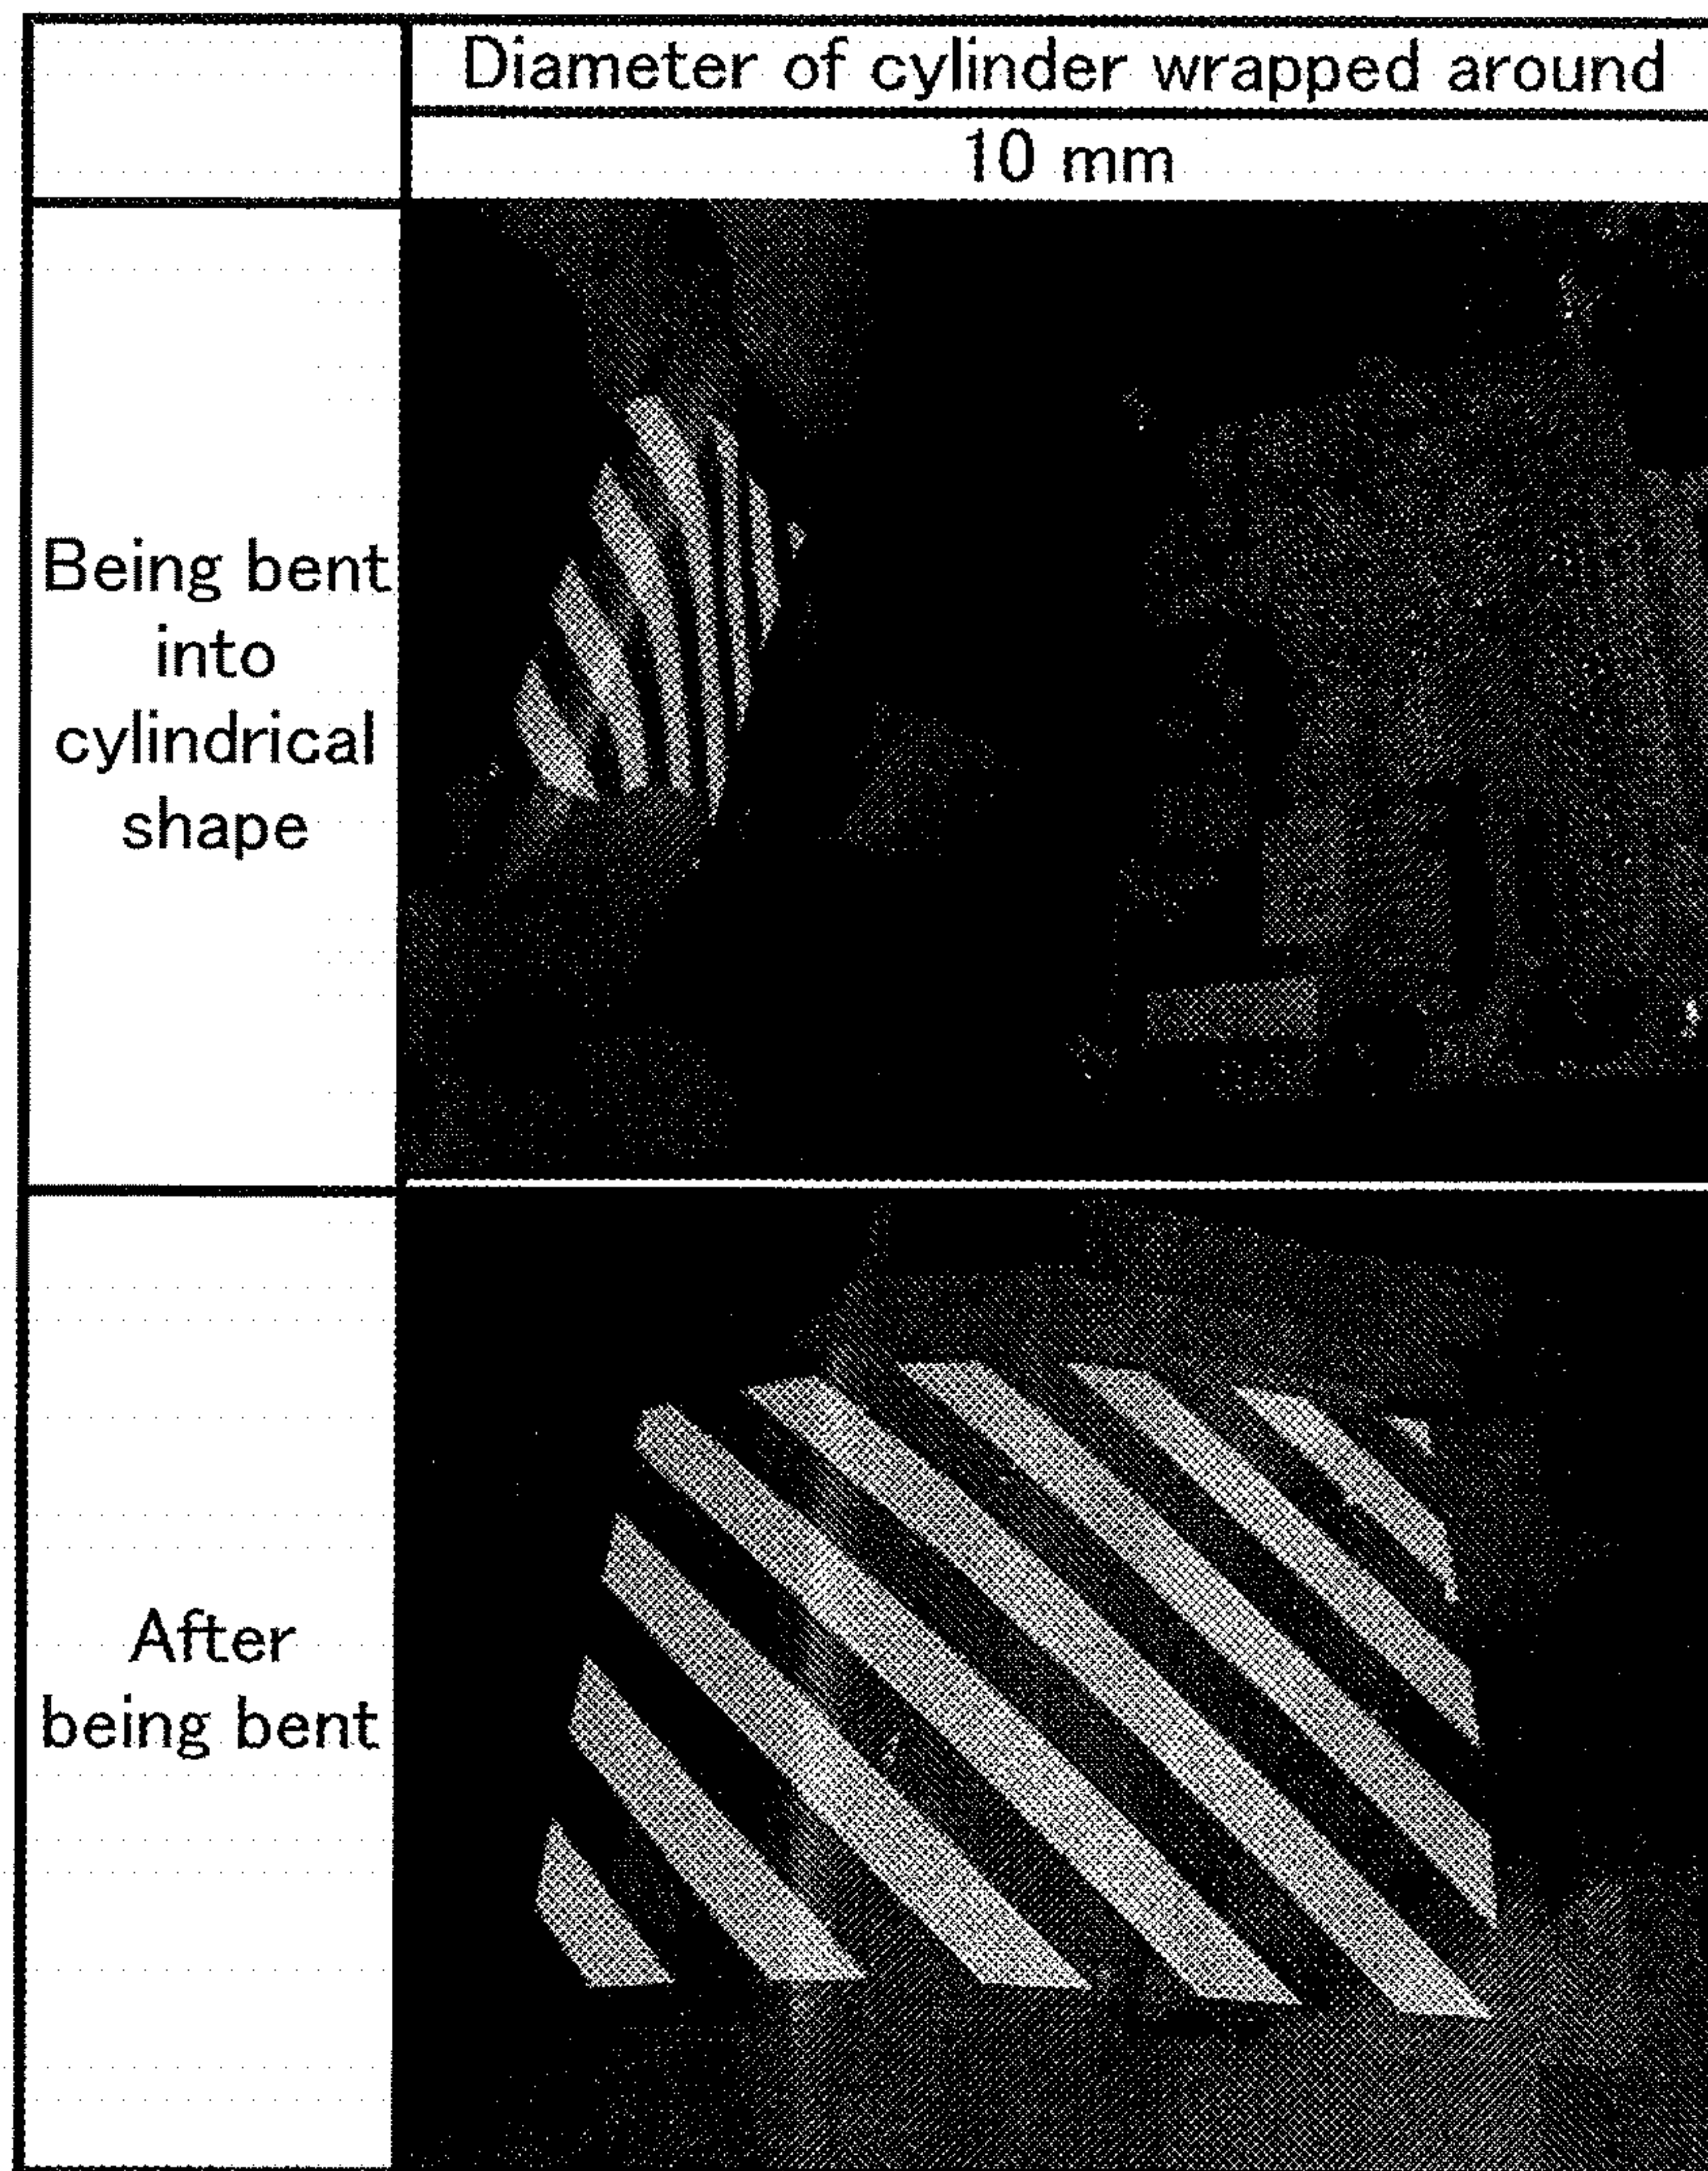 Diameter of cylinder wrapped around
10 mm
Being bent
into
cylindrical
shape
After
being bent